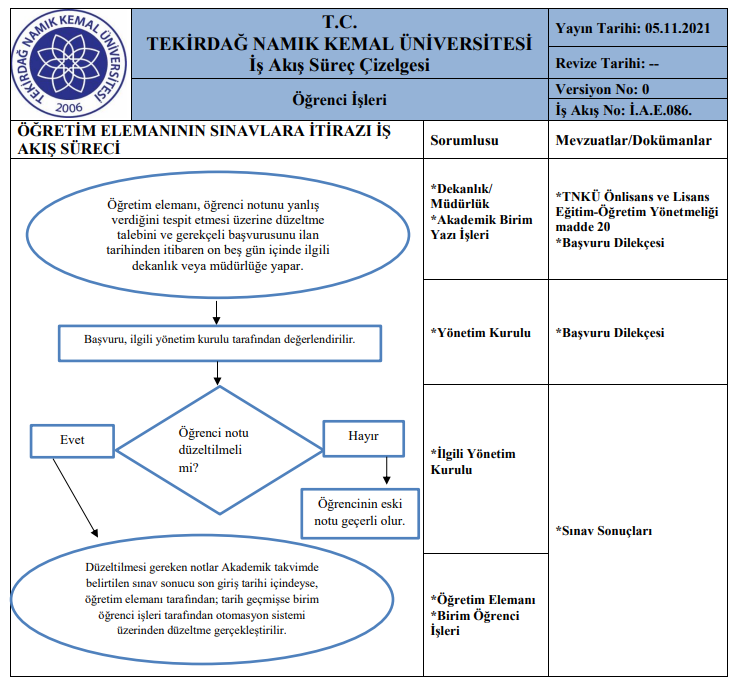 TEKİRDAĞ NAMIK KEMAL ÜNİVERSİTESİ
2006
T.C.
TEKİRDAĞ NAMIK KEMAL ÜNİVERSİTESİ
İş Akış Süreç Çizelgesi
Öğrenci İşleri
Yayın Tarihi: 05.11.2021
Revize Tarihi: --
Versiyon No: 0
İş Akış No: İ.A.E.086.
ÖĞRETİM ELEMANININ SINAVLARA İTİRAZI İŞ
AKIŞ SÜRECİ
Sorumlusu
Mevzuatlar/Dokümanlar
Öğretim elemanı, öğrenci notunu yanlış
verdiğini tespit etmesi üzerine düzeltme
talebini ve gerekçeli başvurusunu ilan
tarihinden itibaren on beş gün içinde ilgili
dekanlık veya müdürlüğe yapar.
*Dekanlık/
Müdürlük
*Akademik Birim
Yazı İşleri
*TNKÜ Önlisans ve Lisans
Eğitim-Öğretim Yönetmeliği
madde 20
*Başvuru Dilekçesi
Başvuru, ilgili yönetim kurulu tarafından değerlendirilir.
*Yönetim Kurulu
*Başvuru Dilekçesi
Evet
Öğrenci notu
düzeltilmeli
mi?
Hayır
Öğrencinin eski
notu geçerli olur.
*İlgili Yönetim
Kurulu
*Sınav Sonuçları
Düzeltilmesi gereken notlar Akademik takvimde
belirtilen sınav sonucu son giriş tarihi içindeyse,
öğretim elemanı tarafından; tarih geçmişse birim
öğrenci işleri tarafından otomasyon sistemi
üzerinden düzeltme gerçekleştirilir.
*Öğretim Elemanı
*Birim Öğrenci
İşleri